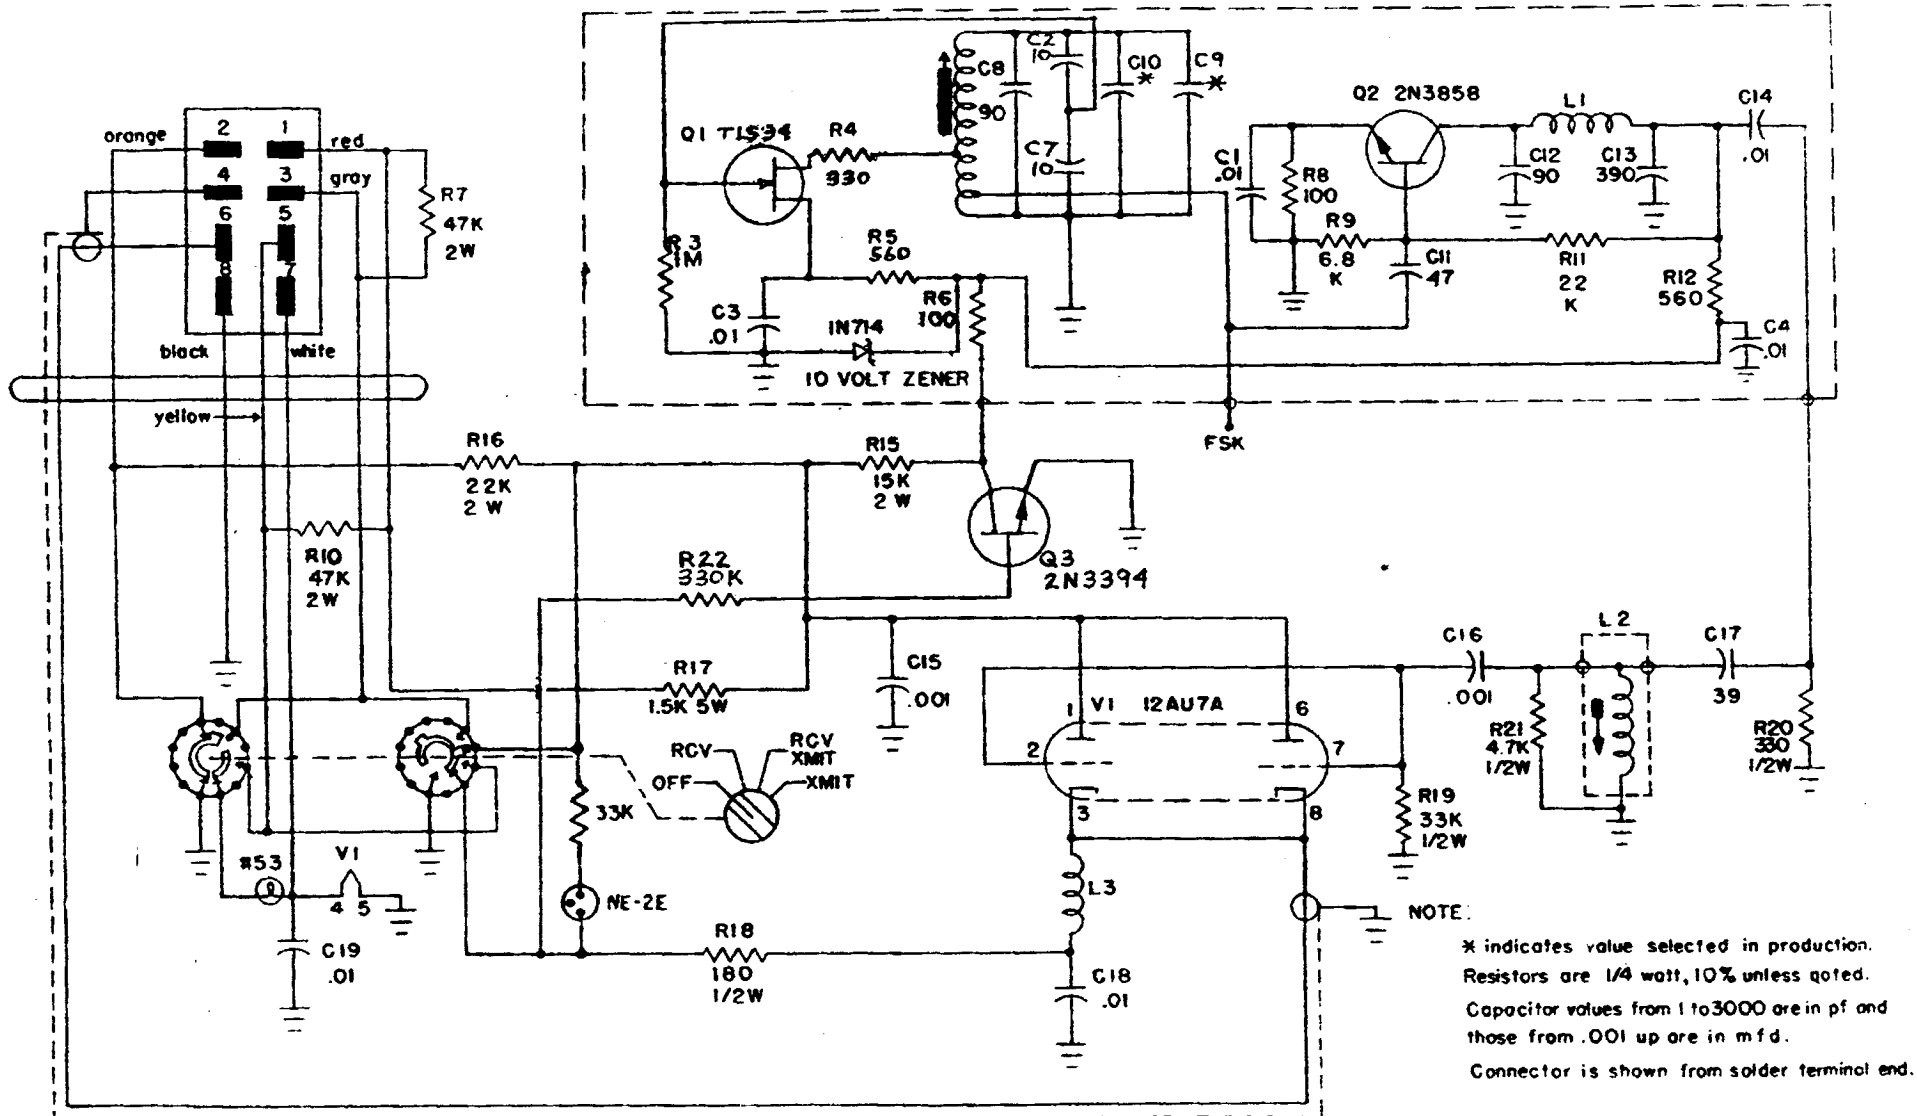 orange
2
1
red
4
3
gray
6
5
8
7
R7
47K
2W
black
white
yellow
Q1 TIS34
R4
330
C8
90
C2
10
C10
*
C9
*
C7
10
R3
1M
R5
560
R6
100
C3
.01
1N714
10 VOLT ZENER
Q2 2N3858
L1
C14
.01
C1
.01
R8
100
C12
90
C13
390
R9
6.8
K
C11
47
R11
22
K
R12
560
C4
.01
FSK
R16
22K
2 W
R15
15K
2 W
R10
47K
2W
R22
330K
Q3
2N3394
R17
1.5K 5W
C15
.001
C16
.001
L2
C17
39
1
V1 12AU7A
6
2
7
3
8
R21
4.7K
1/2W
R20
330
1/2W
R19
33K
1/2W
RCV
RCV
XMIT
OFF
XMIT
33K
#53
V1
4 5
NE-2E
C19
.01
R18
180
1/2W
L3
C18
.01
NOTE:
* indicates value selected in production.
Resistors are 1/4 watt, 10% unless qoted.
Capacitor values from 1 to 3000 are in pf and
those from .001 up are in mfd.
Connector is shown from solder terminal end.